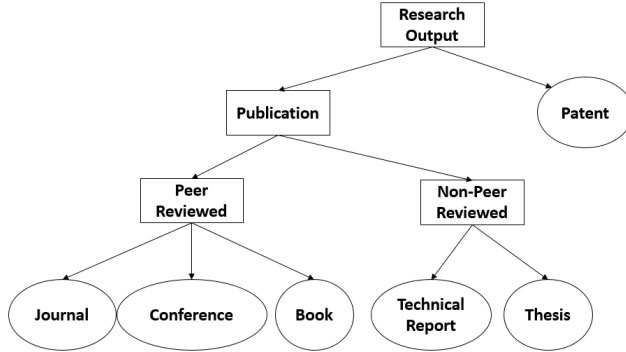 Research
Output
Publication
Patent
Peer
Reviewed
Non-Peer
Reviewed
Journal
Conference
Book
Technical
Report
Thesis